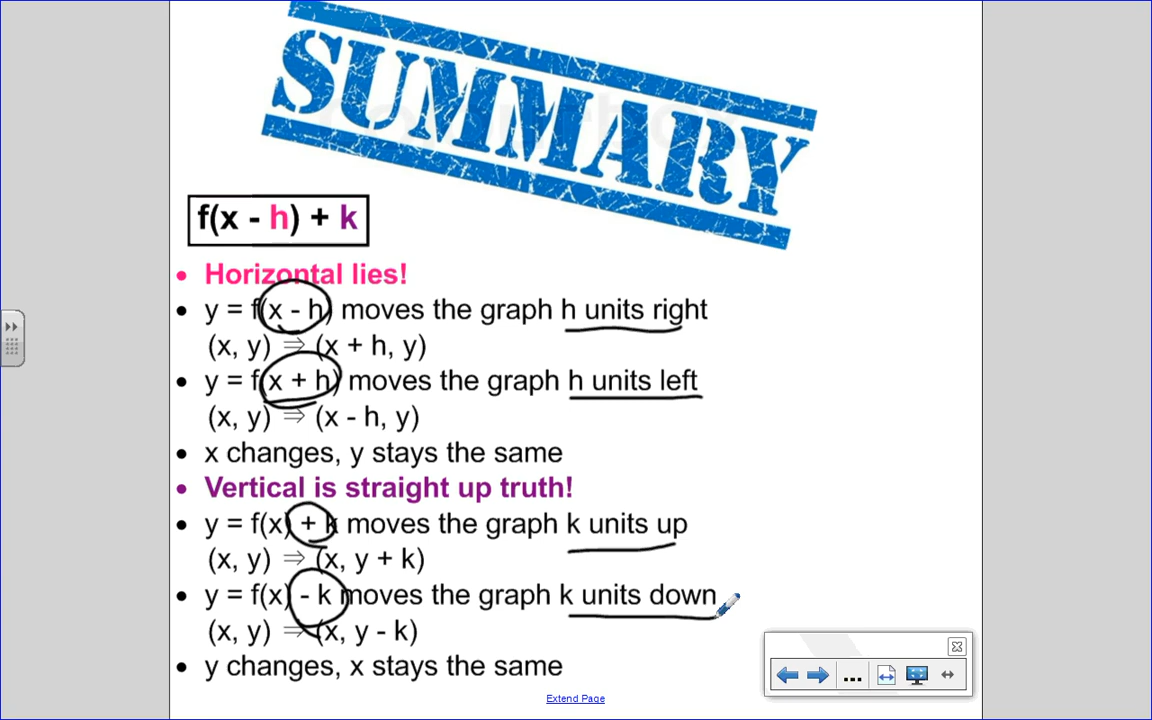 SUMMARY
f(x - h) + k
• Horizontal lies!
• y = f(x - h) moves the graph h units right
(x, y) ⇒ (x + h, y)
• y = f(x + h) moves the graph h units left
(x, y) ⇒ (x - h, y)
• x changes, y stays the same
• Vertical is straight up truth!
• y = f(x) + k moves the graph k units up
(x, y) ⇒ (x, y + k)
• y = f(x) - k moves the graph k units down
(x, y) ⇒ (x, y - k)
• y changes, x stays the same
...
Extend Page